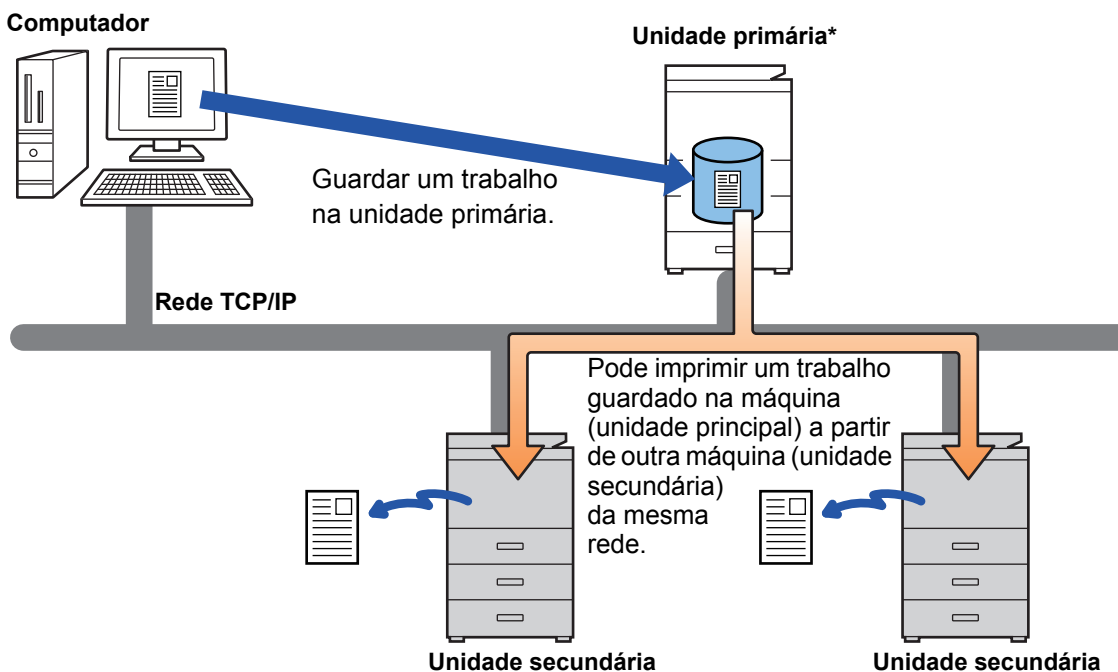 Computador
Unidade primária*
Guardar um trabalho
na unidade primária.
Rede TCP/IP
Pode imprimir um trabalho
guardado na máquina
(unidade principal) a partir
de outra máquina (unidade
secundária)
da mesma
rede.
Unidade secundária
Unidade secundária